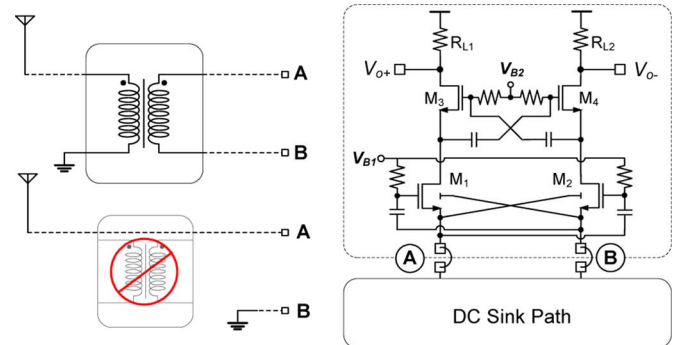 A
B
A
B
R_L1
R_L2
V_O+
V_B2
V_O-
M_3
M_4
V_B1
M_1
M_2
A
B
DC Sink Path